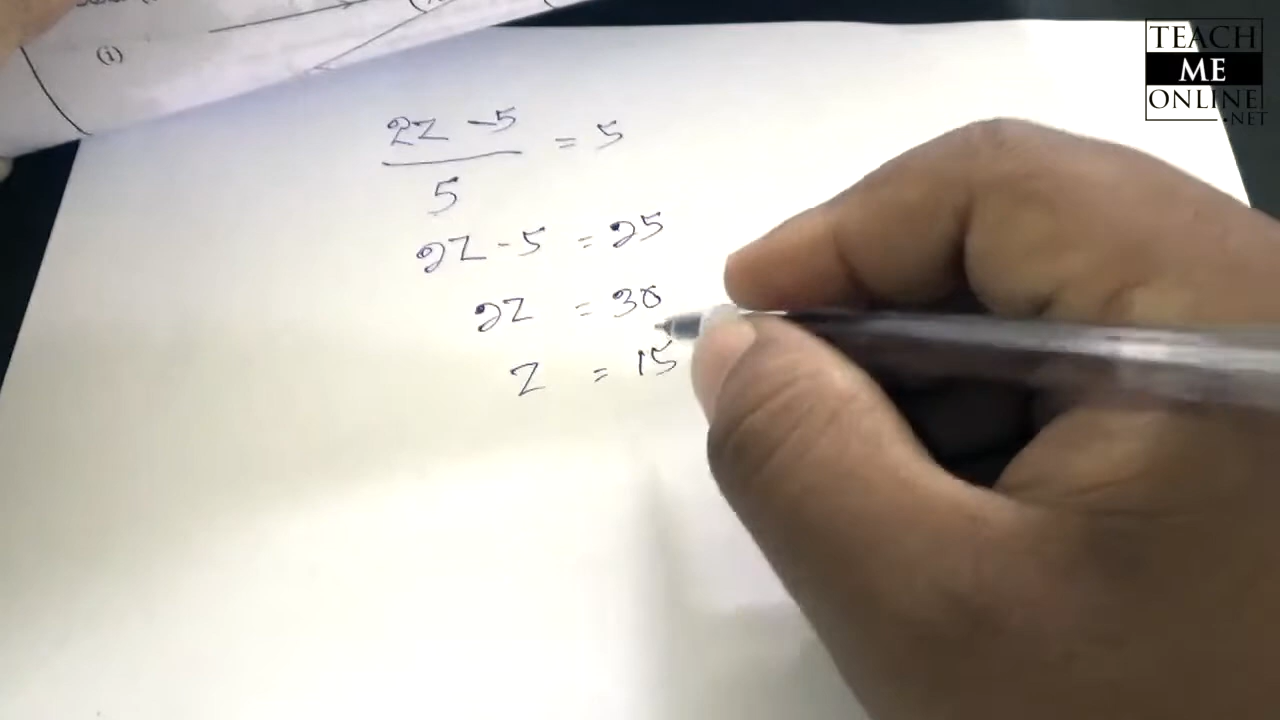 (i)
2z - 5
5
= 5
2z - 5 = 25
2z = 30
z = 15
TEACH
ME
ONLINE
.NET